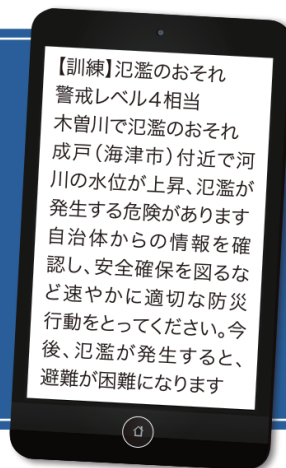 【訓練】氾濫のおそれ
警戒レベル4相当
木曽川で氾濫のおそれ
成戸(海津市)付近で河
川の水位が上昇、氾濫が
発生する危険があります
自治体からの情報を確
認し、安全確保を図るな
ど速やかに適切な防災
行動をとってください。今
後、氾濫が発生すると、
避難が困難になります